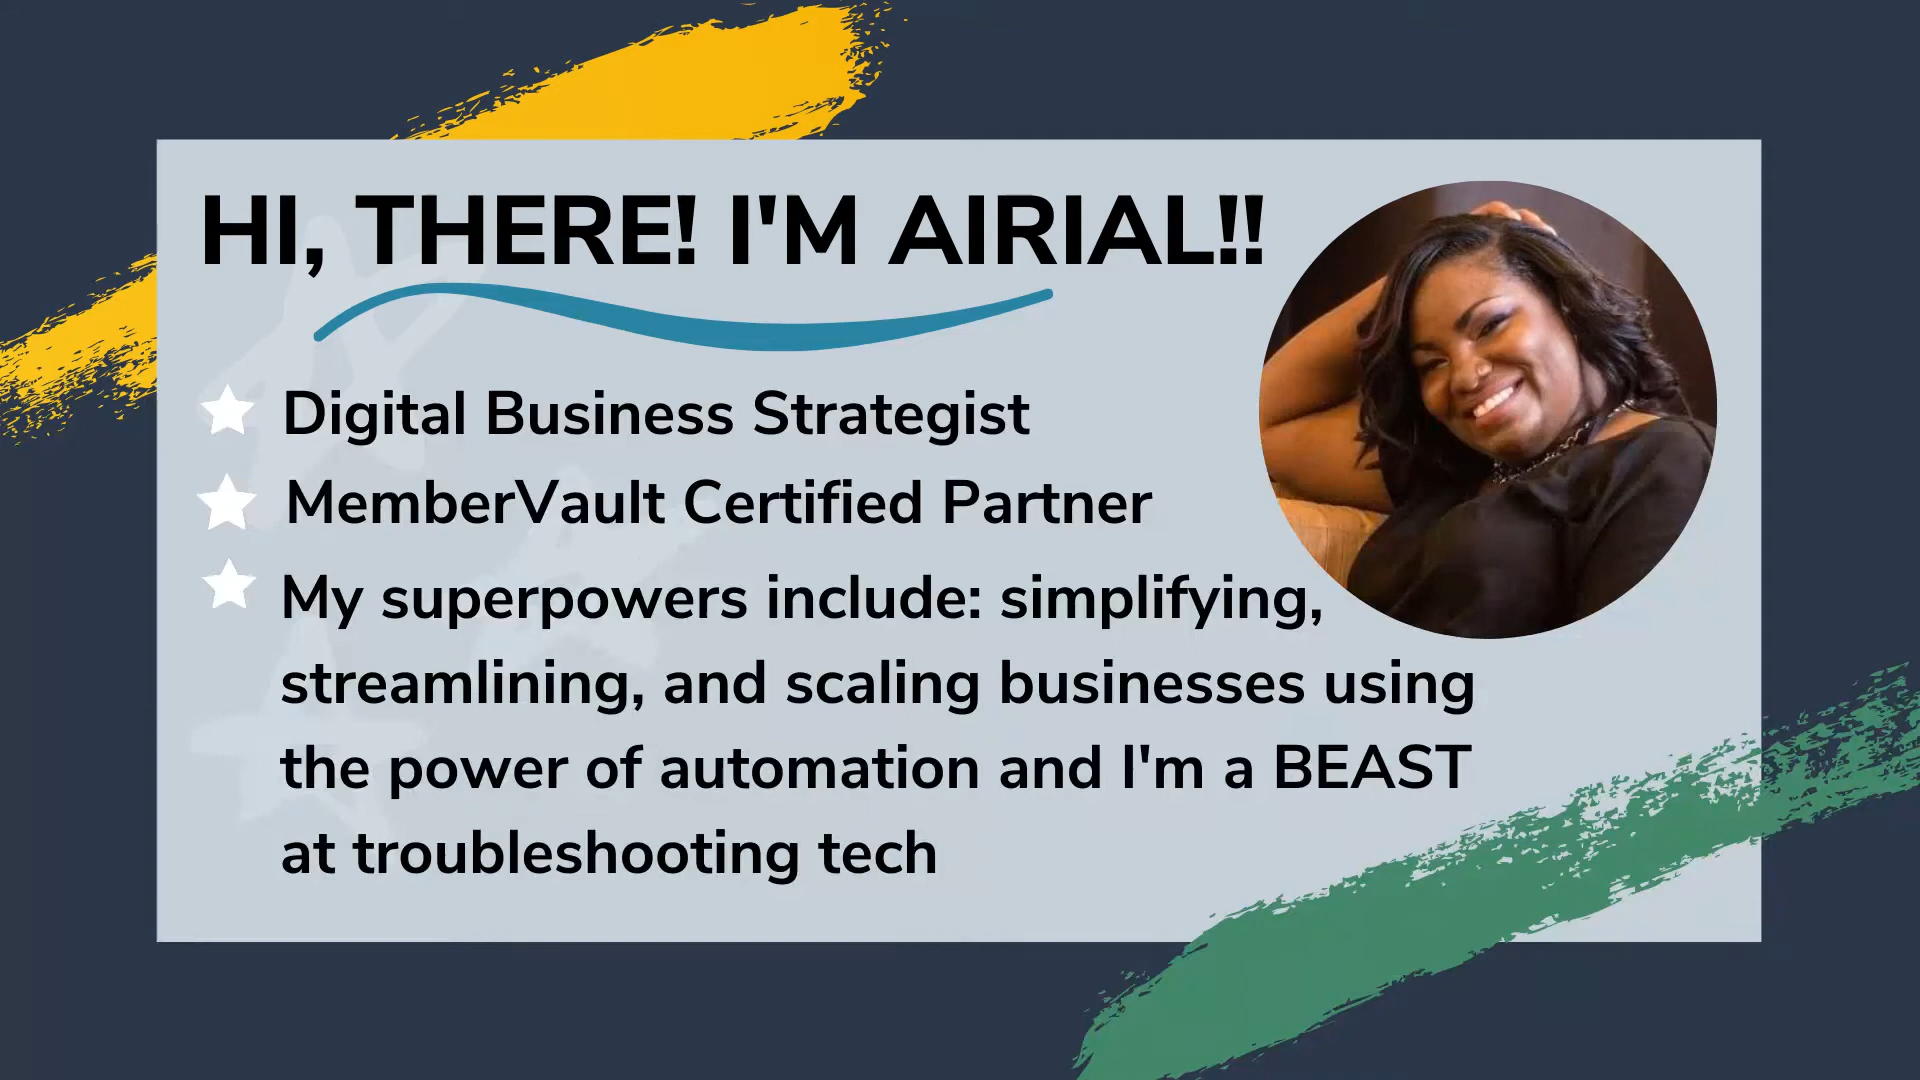 HI, THERE! I'M AIRIAL!!
Digital Business Strategist
MemberVault Certified Partner
My superpowers include: simplifying,
streamlining, and scaling businesses using
the power of automation and I'm a BEAST
at troubleshooting tech